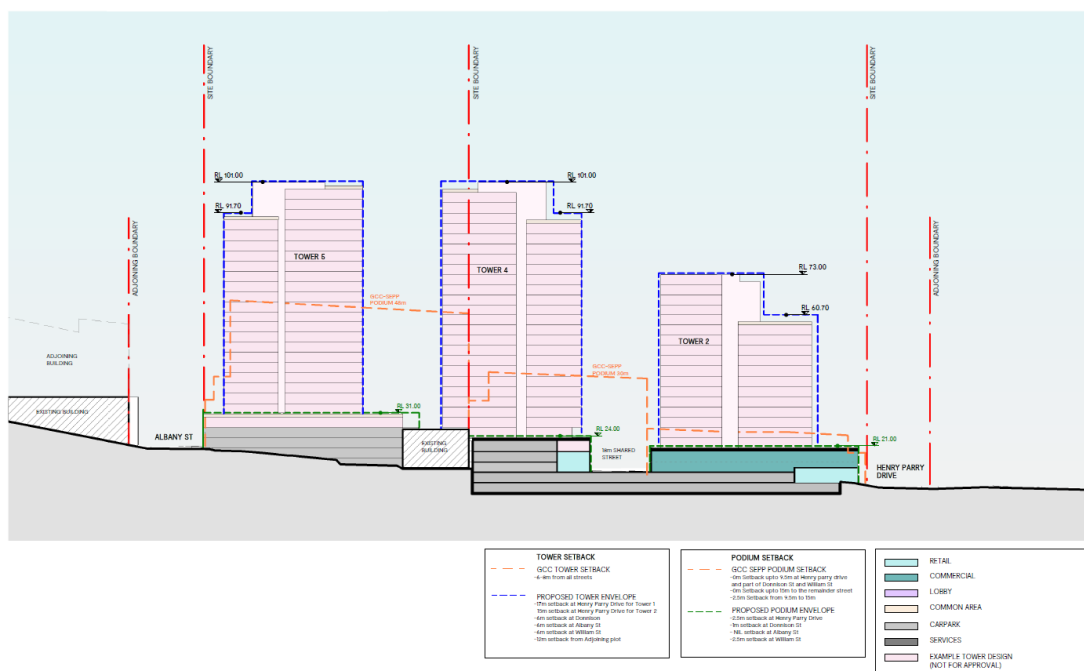 SITE BOUNDARY
SITE BOUNDARY
SITE BOUNDARY
ADJOINING BOUNDARY
ADJOINING BOUNDARY
RL 101.00
RL 91.70
RL 101.00
RL 91.70
TOWER 5
TOWER 4
RL 73.00
GCC-SEPP
PODIUM 48m
RL 60.70
TOWER 2
ADJOINING
BUILDING
GCC-SEPP
PODIUM 30m
EXISTING BUILDING
RL 31.00
ALBANY ST
EXISTING
BUILDING
RL 24.00
18m SHARED
STREET
RL 21.00
HENRY PARRY
DRIVE
TOWER SETBACK
GCC TOWER SETBACK
-6-8m from all streets
PROPOSED TOWER ENVELOPE
-17m setback at Henry Parry Drive for Tower 1
15m setback at Henry Parry Drive for Tower 2
-6m setback at Donnison
-6m setback at Albany St
-6m setback at William St
-12m setback from Adjoining plot
PODIUM SETBACK
GCC SEPP PODIUM SETBACK
-0m Setback upto 9.5m at Henry parry drive
and part of Donnison St and William St
-0m Setback upto 15m to the remainder street
-2.5m Setback from 9.5m to 15m
PROPOSED PODIUM ENVELOPE
-2.5m setback at Henry Parry Drive
-1m setback at Donnison St
- NIL setback at Albany St
-2.5m setback at William St
RETAIL
COMMERCIAL
LOBBY
COMMON AREA
CARPARK
SERVICES
EXAMPLE TOWER DESIGN
(NOT FOR APPROVAL)